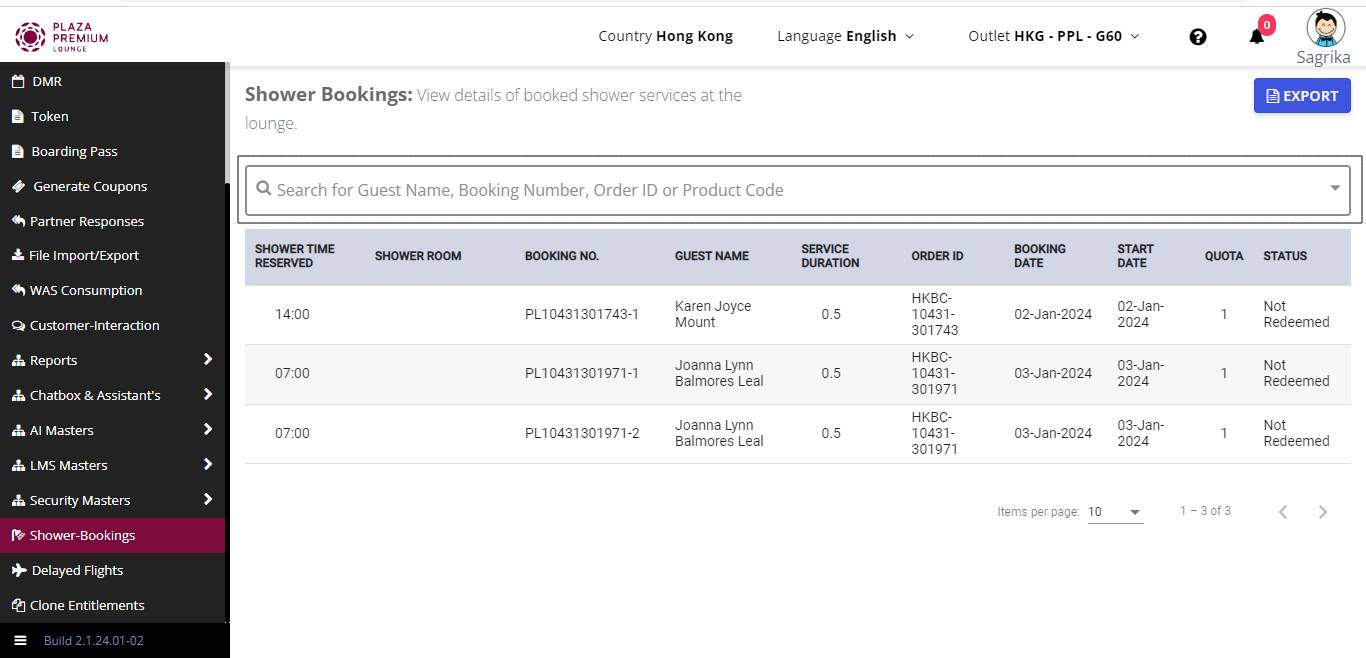 PLAZA
PREMIUM
LOUNGE
Country Hong Kong
Language English
Outlet HKG - PPL - G60
0
Sagrika
DMR
Token
Boarding Pass
Generate Coupons
Partner Responses
File Import/Export
WAS Consumption
Customer-Interaction
Reports
Chatbox & Assistant's
AI Masters
LMS Masters
Security Masters
Shower-Bookings
Delayed Flights
Clone Entitlements
Build 2.1.24.01-02
Shower Bookings: View details of booked shower services at the
lounge.
EXPORT
Search for Guest Name, Booking Number, Order ID or Product Code
SHOWER TIME RESERVED SHOWER ROOM BOOKING NO. GUEST NAME SERVICE DURATION ORDER ID BOOKING DATE START DATE QUOTA STATUS
14:00 PL10431301743-1 Karen Joyce Mount 0.5 HKBC-10431-301743 02-Jan-2024 02-Jan-2024 1 Not Redeemed
07:00 PL10431301971-1 Joanna Lynn Balmores Leal 0.5 HKBC-10431-301971 03-Jan-2024 03-Jan-2024 1 Not Redeemed
07:00 PL10431301971-2 Joanna Lynn Balmores Leal 0.5 HKBC-10431-301971 03-Jan-2024 03-Jan-2024 1 Not Redeemed
Items per page: 10 1 – 3 of 3